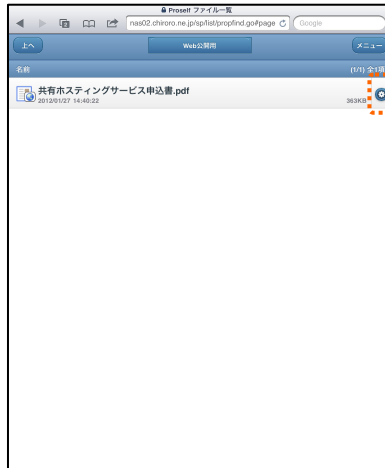 Proself ファイル一覧
nas02.chiroro.ne.jp/sp/list/propfind.go#page
Google
上へ
Web公開用
メニュー
名前
(1/1) 全1項
共有ホスティングサービス申込書.pdf
2012/01/27 14:40:22
363KB